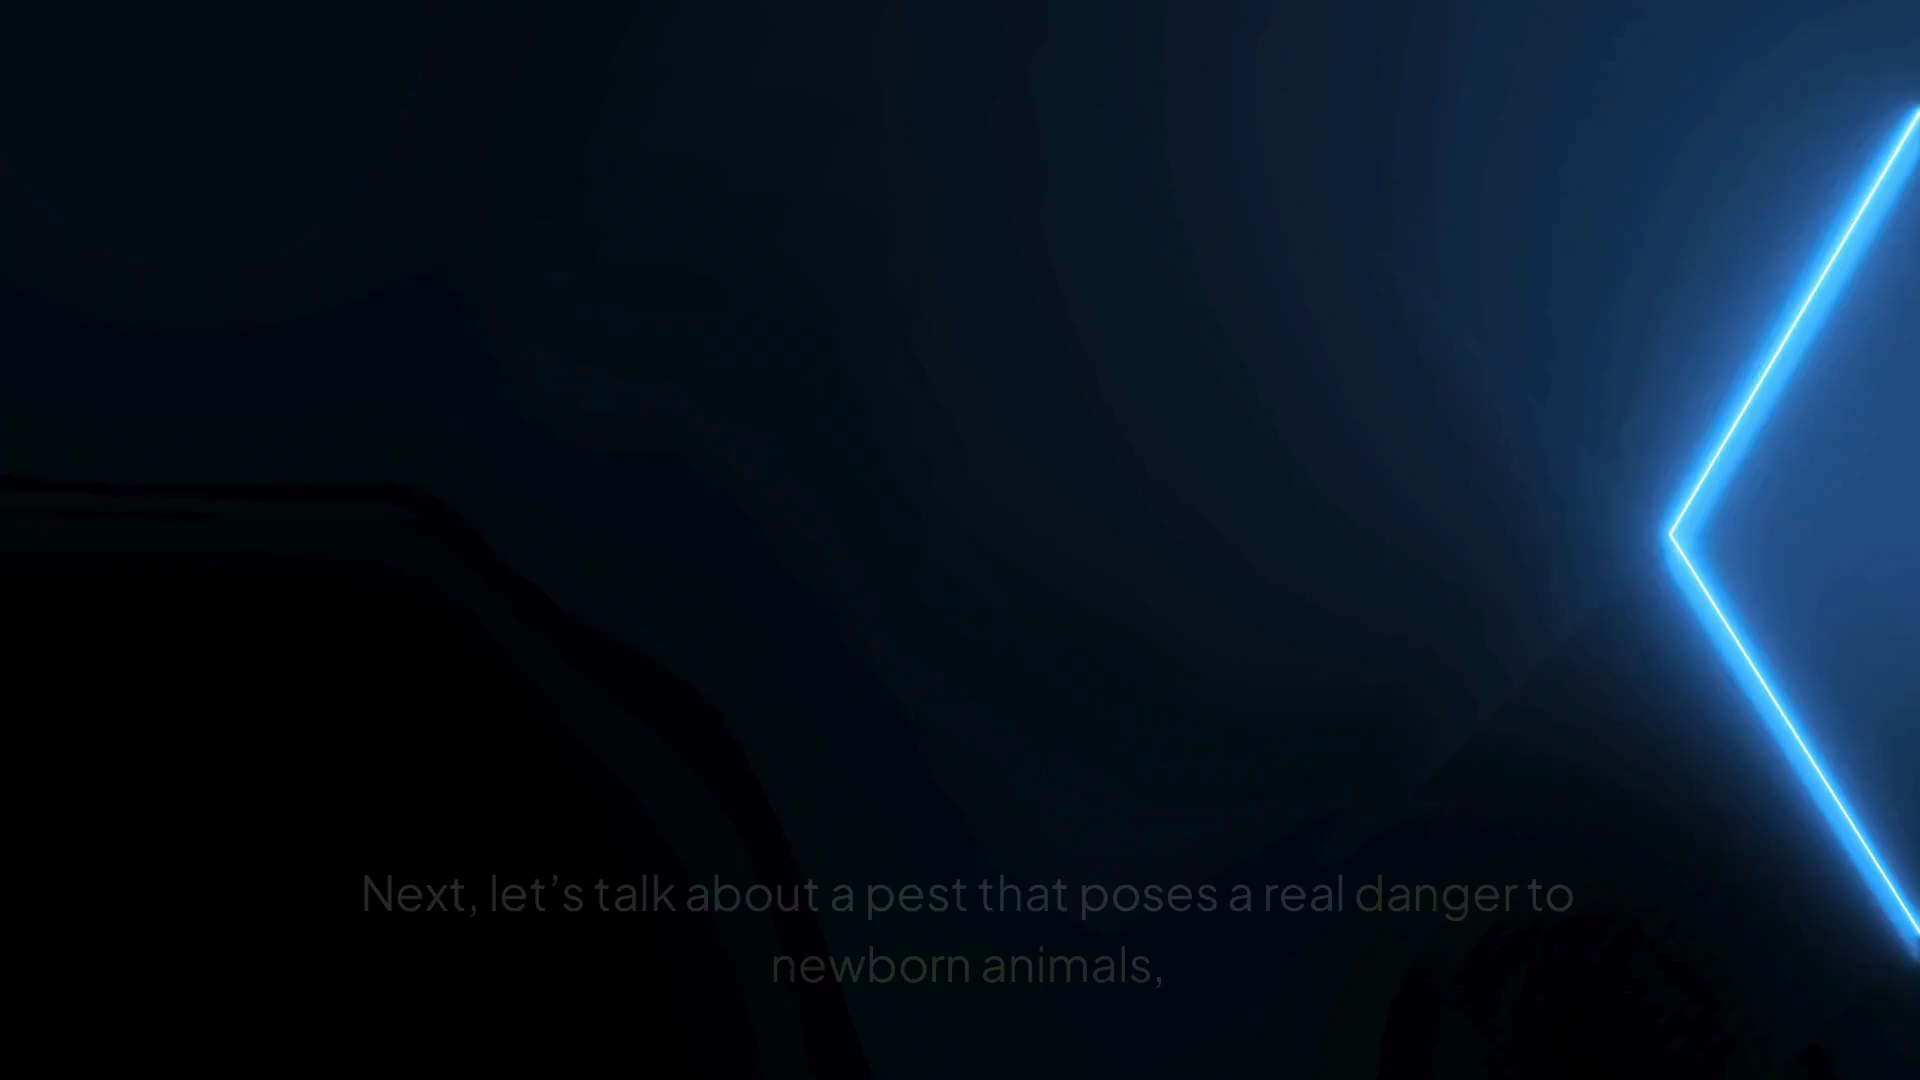 Next, let’s talk about a pest that poses a real danger to
newborn animals,